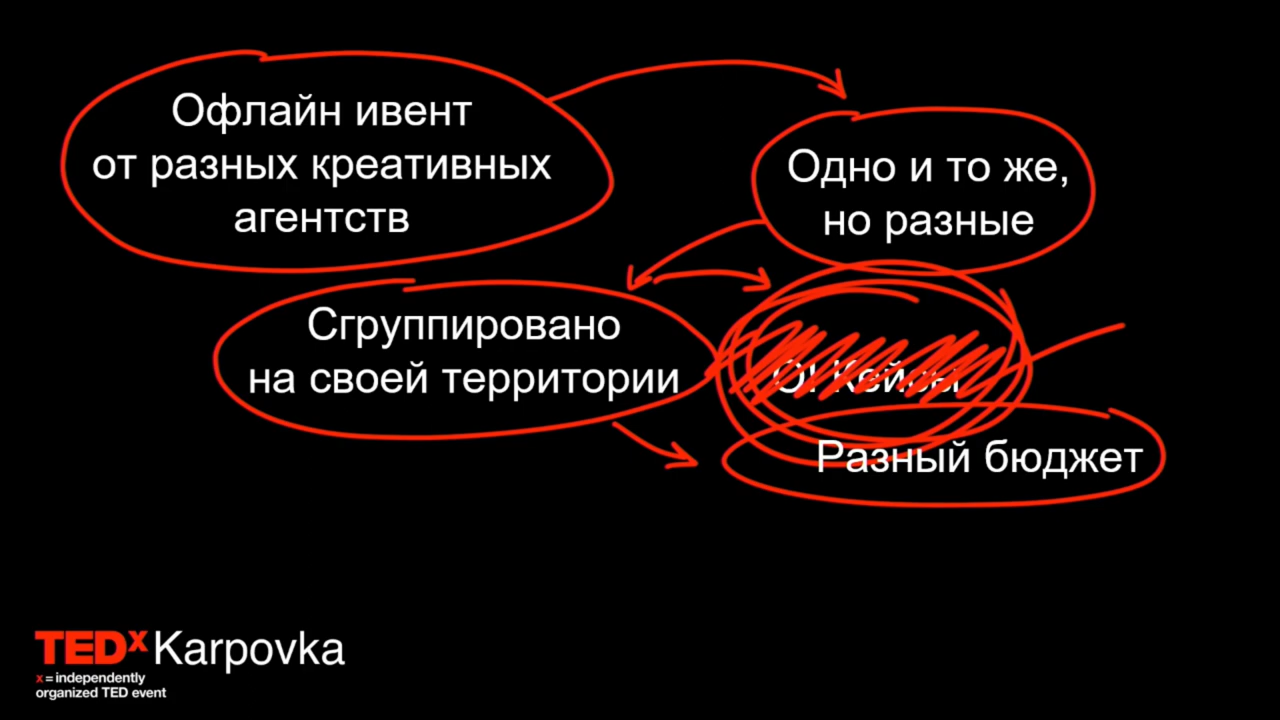 Офлайн ивент
от разных креативных
агентств
Одно и то же,
но разные
Сгруппировано
на своей территории
Разный бюджет
TEDx Karpovka
x = independently
organized TED event